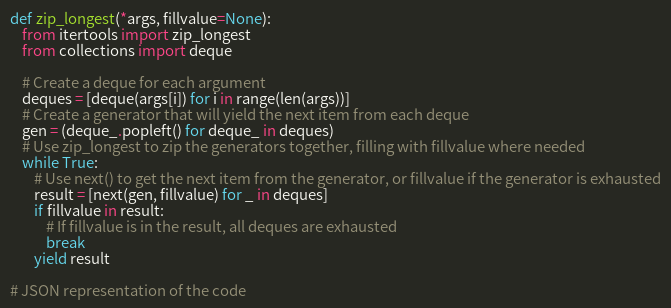 def zip_longest(*args, fillvalue=None):
    from itertools import zip_longest
    from collections import deque

    # Create a deque for each argument
    deques = [deque(args[i]) for i in range(len(args))]
    # Create a generator that will yield the next item from each deque
    gen = (deque_.popleft() for deque_ in deques)
    # Use zip_longest to zip the generators together, filling with fillvalue where needed
    while True:
        # Use next() to get the next item from the generator, or fillvalue if the generator is exhausted
        result = [next(gen, fillvalue) for _ in deques]
        if fillvalue in result:
            # If fillvalue is in the result, all deques are exhausted
            break
        yield result

# JSON representation of the code